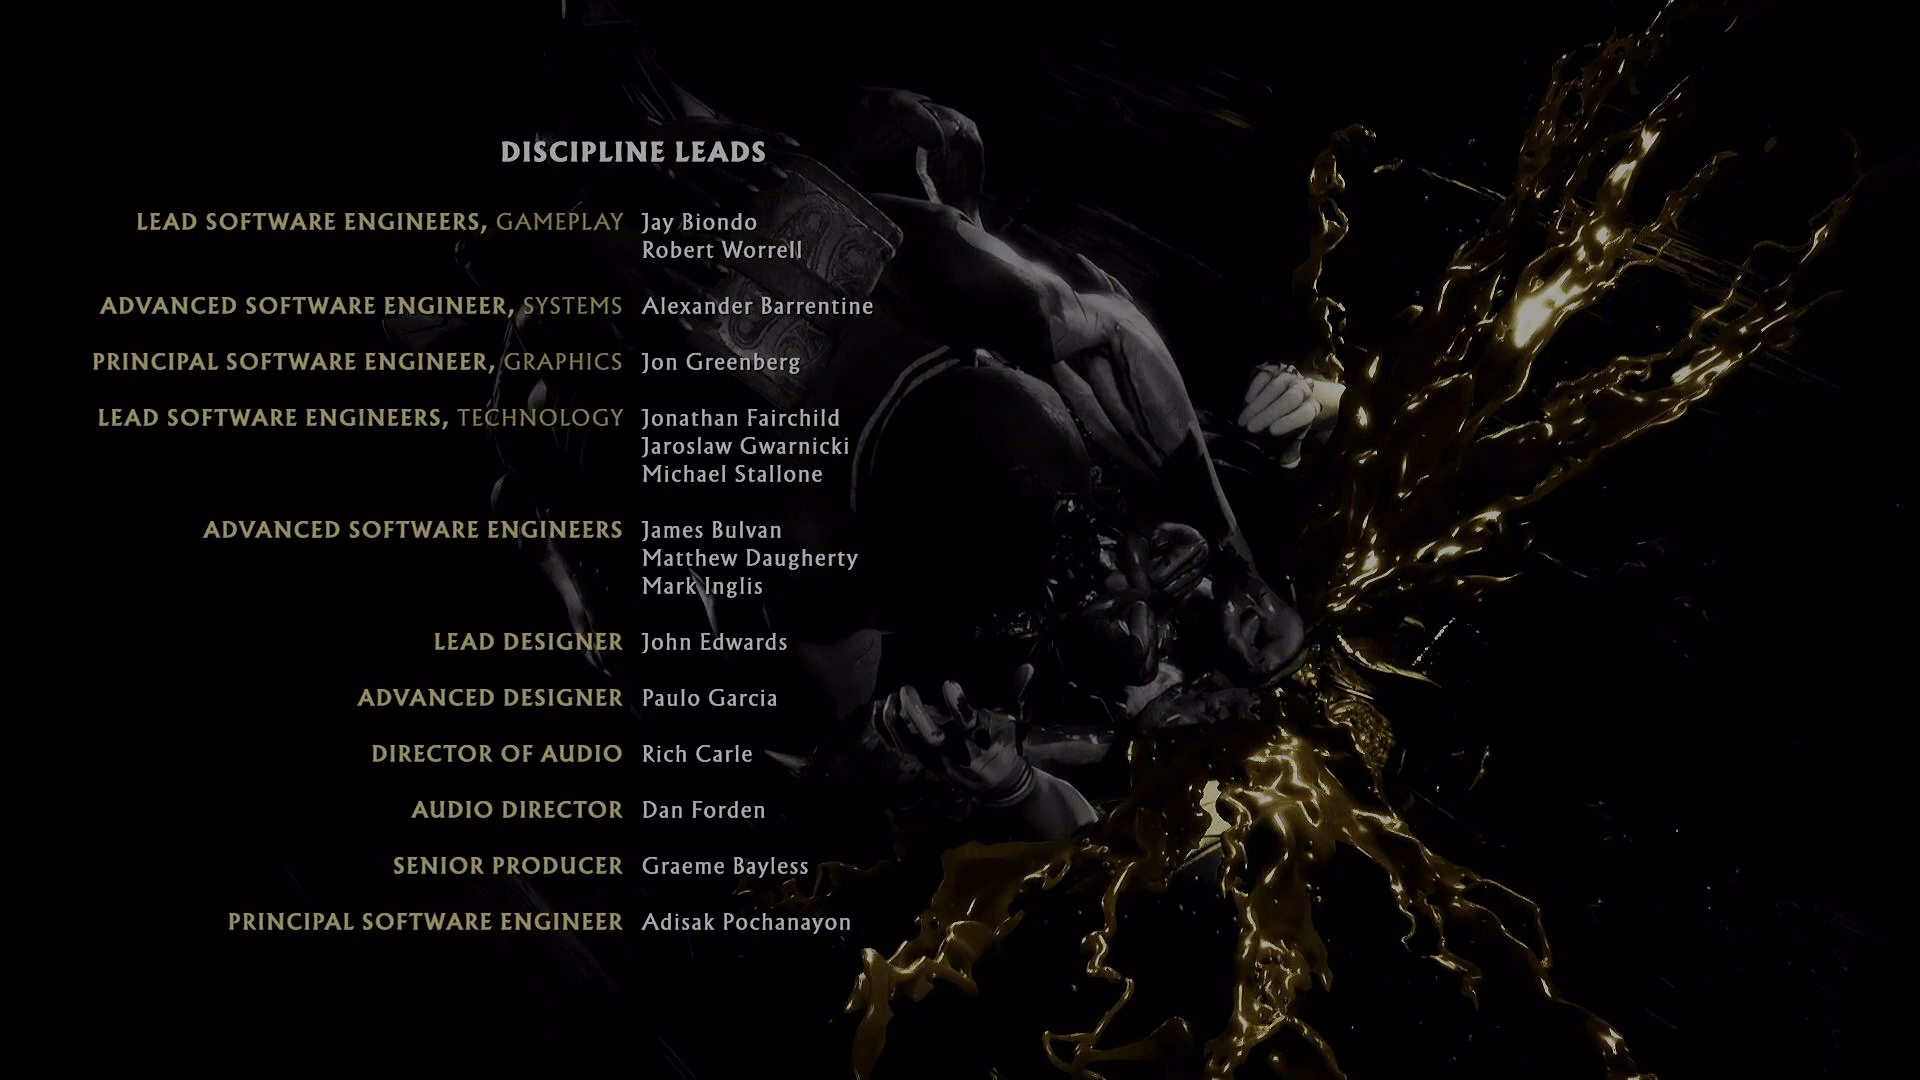 DISCIPLINE LEADS
LEAD SOFTWARE ENGINEERS, GAMEPLAY Jay Biondo
Robert Worrell
ADVANCED SOFTWARE ENGINEER, SYSTEMS Alexander Barrentine
PRINCIPAL SOFTWARE ENGINEER, GRAPHICS Jon Greenberg
LEAD SOFTWARE ENGINEERS, TECHNOLOGY Jonathan Fairchild
Jaroslaw Gwarnicki
Michael Stallone
ADVANCED SOFTWARE ENGINEERS James Bulvan
Matthew Daugherty
Mark Inglis
LEAD DESIGNER John Edwards
ADVANCED DESIGNER Paulo Garcia
DIRECTOR OF AUDIO Rich Carle
AUDIO DIRECTOR Dan Forden
SENIOR PRODUCER Graeme Bayless
PRINCIPAL SOFTWARE ENGINEER Adisak Pochanayon